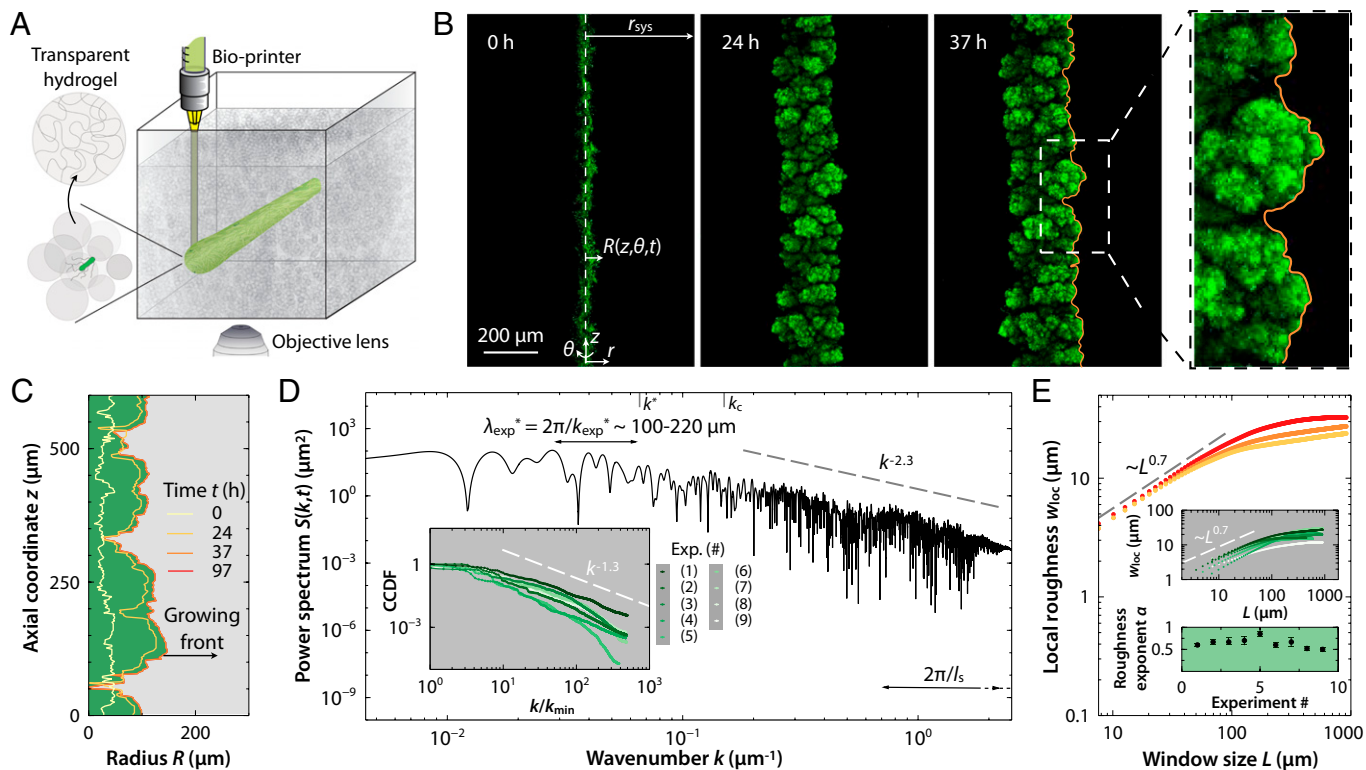 A
Transparent
hydrogel
Bio-printer
Objective lens
B
0 h
r_sys
R(z,θ,t)
200 μm
z
θ
r
24 h
37 h
C
Axial coordinate z (μm)
500
250
0
Time t (h)
0
24
37
97
Growing
front
0
200
Radius R (μm)
D
Power spectrum S(k,t) (μm²)
10³
10⁰
10⁻³
10⁻⁶
10⁻⁹
k*
k_c
λ_exp* = 2π/k_exp* ~ 100-220 μm
k^-2.3
CCDF
1
10⁻³
k^-1.3
10⁰
10¹
10²
10³
k/k_min
Exp. (#)
(1)
(2)
(3)
(4)
(5)
(6)
(7)
(8)
(9)
2π/l_s
10⁻²
10⁻¹
10⁰
Wavenumber k (μm⁻¹)
E
Local roughness w_loc (μm)
10
1
0.1
~L^0.7
w_loc (μm)
100
10
1
~L^0.7
10
100
1000
L (μm)
Roughness
exponent α
1
0.5
0
5
10
Experiment #
10
100
1000
Window size L (μm)